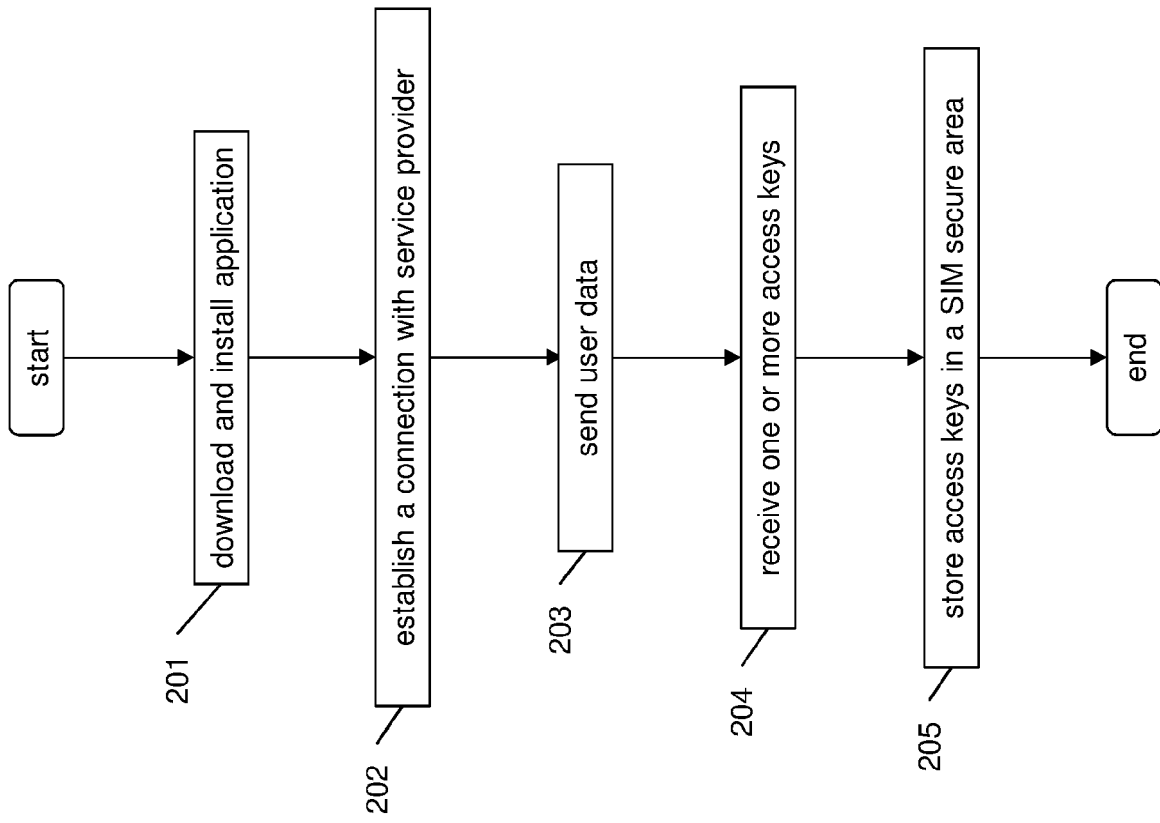 start
download and install application
201
establish a connection with service provider
202
send user data
203
receive one or more access keys
204
store access keys in a SIM secure area
205
end